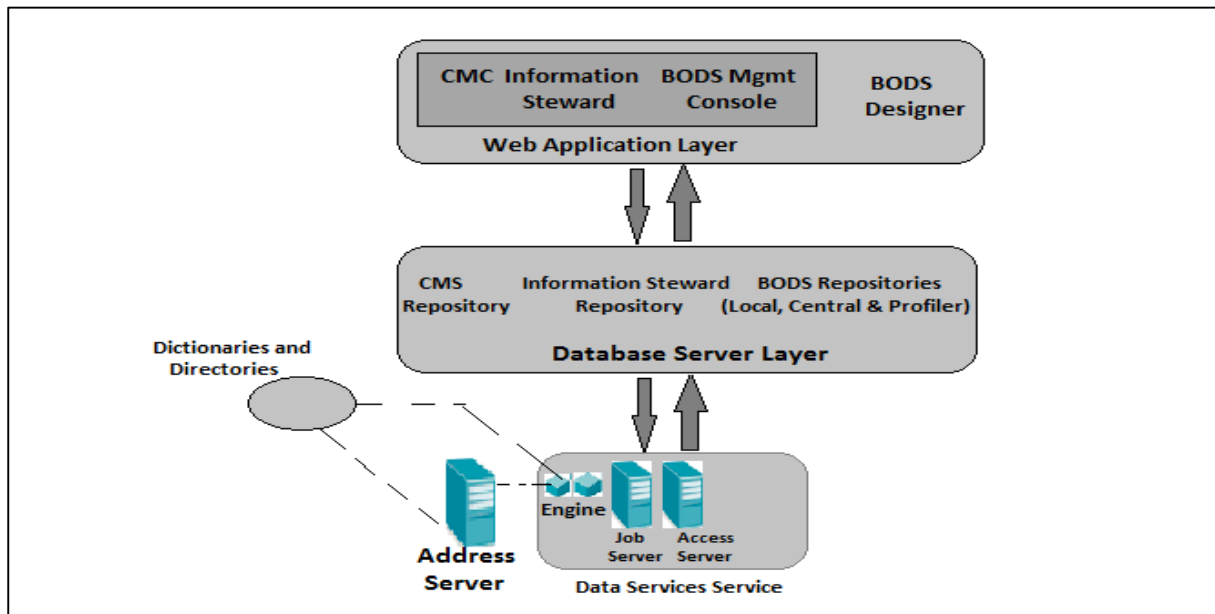 CMC Information Steward
BODS Mgmt Console
BODS Designer
Web Application Layer
CMS Repository
Information Steward Repository
BODS Repositories
(Local, Central & Profiler)
Database Server Layer
Dictionaries and
Directories
Engine
Job Server
Access Server
Address
Server
Data Services Service